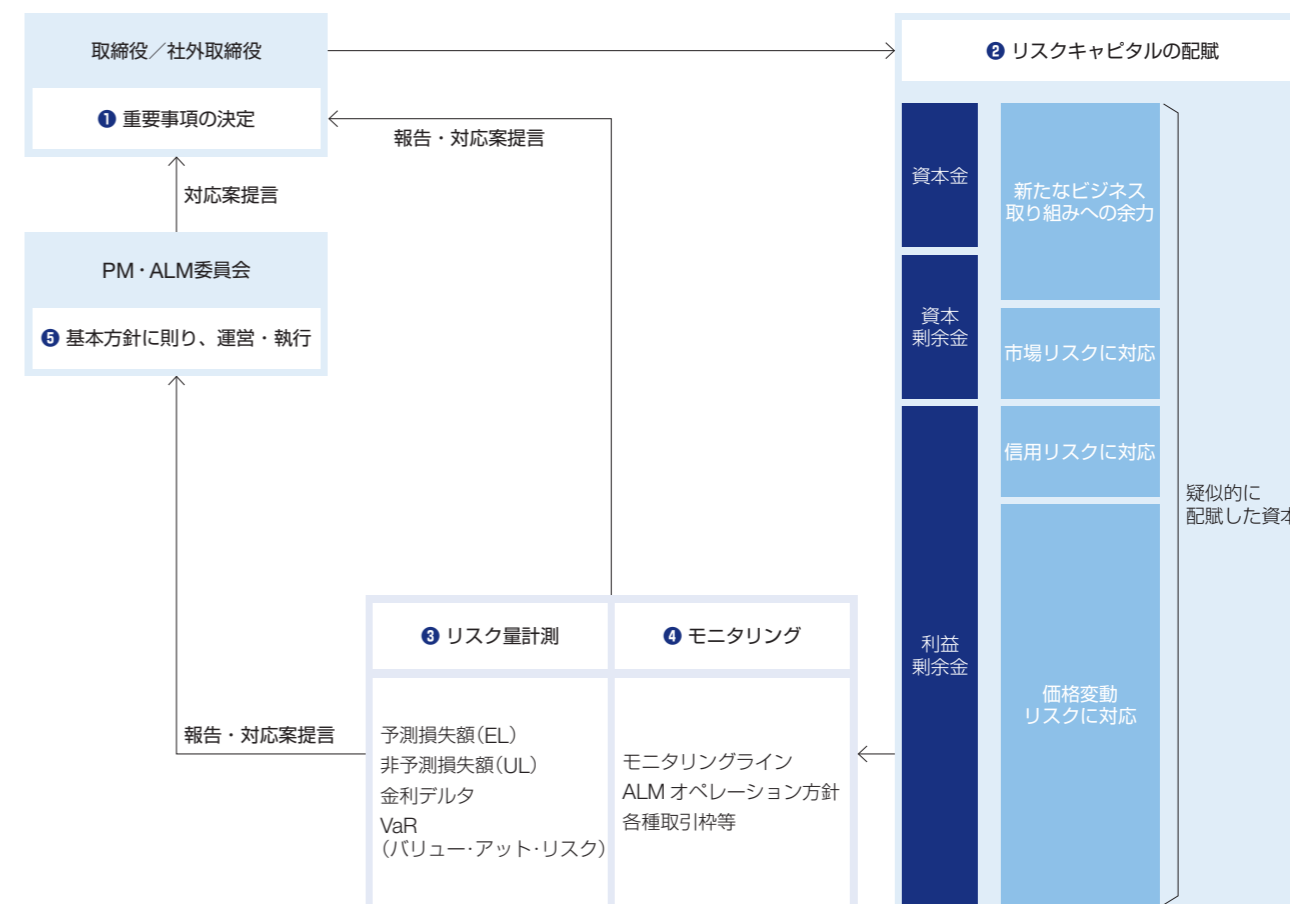 取締役／社外取締役
❶ 重要事項の決定
報告・対応案提言
対応案提言
PM・ALM委員会
❺ 基本方針に則り、運営・執行
報告・対応案提言
❸ リスク量計測
予測損失額(EL)
非予測損失額(UL)
金利デルタ
VaR
(バリュー・アット・リスク)
❹ モニタリング
モニタリングライン
ALM オペレーション方針
各種取引枠等
❷ リスクキャピタルの配賦
資本金
資本
剰余金
利益
剰余金
新たなビジネス
取り組みへの余力
市場リスクに対応
信用リスクに対応
価格変動
リスクに対応
疑似的に
配賦した資本